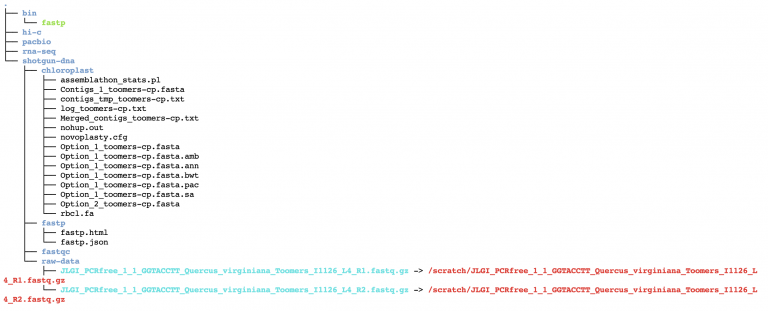 .
├── bin
│   └── fastp
├── hi-c
├── pacbio
├── rna-seq
└── shotgun-dna
    ├── chloroplast
    │   ├── assemblathon_stats.pl
    │   ├── Contigs_1_toomers-cp.fasta
    │   ├── contigs_tmp_toomers-cp.txt
    │   ├── log_toomers-cp.txt
    │   ├── Merged_contigs_toomers-cp.txt
    │   ├── nohup.out
    │   ├── novoplasty.cfg
    │   ├── Option_1_toomers-cp.fasta
    │   ├── Option_1_toomers-cp.fasta.amb
    │   ├── Option_1_toomers-cp.fasta.ann
    │   ├── Option_1_toomers-cp.fasta.bwt
    │   ├── Option_1_toomers-cp.fasta.pac
    │   ├── Option_1_toomers-cp.fasta.sa
    │   ├── Option_2_toomers-cp.fasta
    │   └── rbcl.fa
    ├── fastp
    │   ├── fastp.html
    │   └── fastp.json
    ├── fastqc
    └── raw-data
        ├── JLGI_PCRfree_1_1_GGTACCTT_Quercus_virginiana_Toomers_I1126_L4_R1.fastq.gz -> /scratch/JLGI_PCRfree_1_1_GGTACCTT_Quercus_virginiana_Toomers_I1126_L
4_R1.fastq.gz
        └── JLGI_PCRfree_1_1_GGTACCTT_Quercus_virginiana_Toomers_I1126_L4_R2.fastq.gz -> /scratch/JLGI_PCRfree_1_1_GGTACCTT_Quercus_virginiana_Toomers_I1126_L
4_R2.fastq.gz